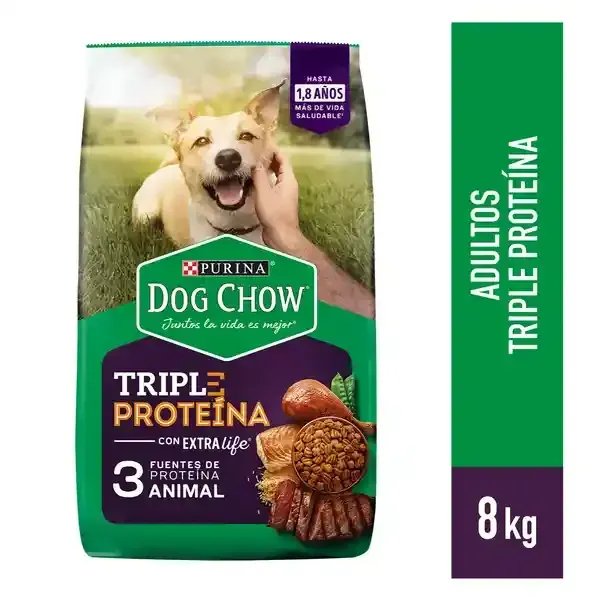 HASTA
1,8 AÑOS
MÁS DE VIDA
SALUDABLE*
PURINA®
DOG CHOW®
Juntos la vida es mejor®
TRIPLE
PROTEÍNA
CON EXTRA life®
3 FUENTES DE
PROTEÍNA
ANIMAL
ADULTOS
TRIPLE PROTEÍNA
8 kg